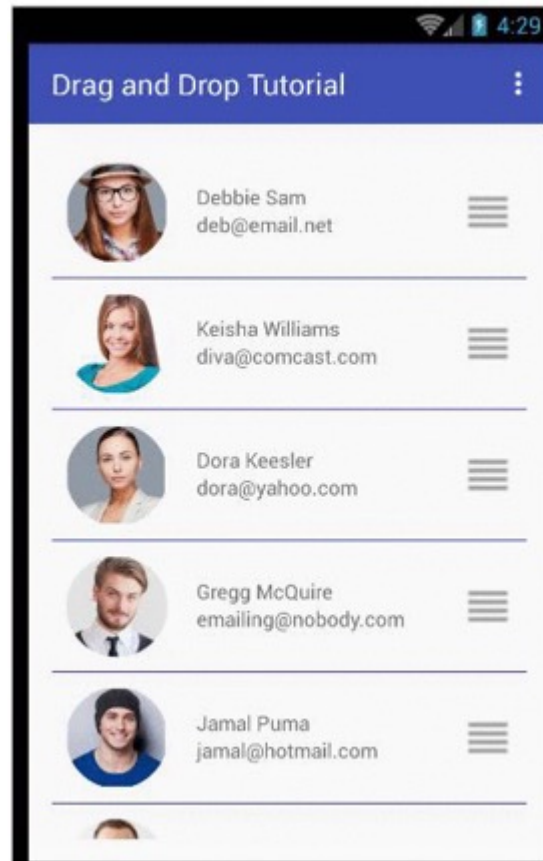 4:29
Drag and Drop Tutorial
Debbie Sam
deb@email.net
Keisha Williams
diva@comcast.com
Dora Keesler
dora@yahoo.com
Gregg McQuire
emailing@nobody.com
Jamal Puma
jamal@hotmail.com